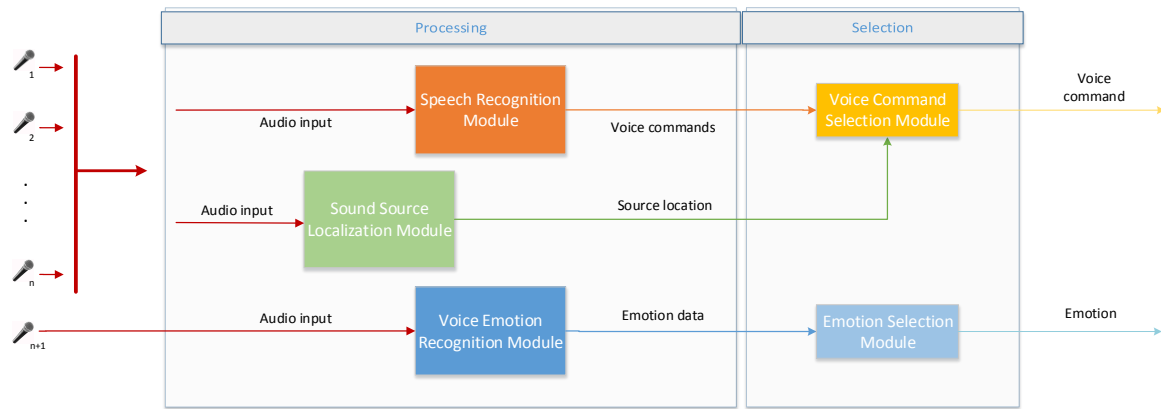 Processing
Selection
1
2
.
.
.
n
n+1
Audio input
Speech Recognition
Module
Voice commands
Voice Command
Selection Module
Voice
command
Audio input
Sound Source
Localization Module
Source location
Audio input
Voice Emotion
Recognition Module
Emotion data
Emotion Selection
Module
Emotion